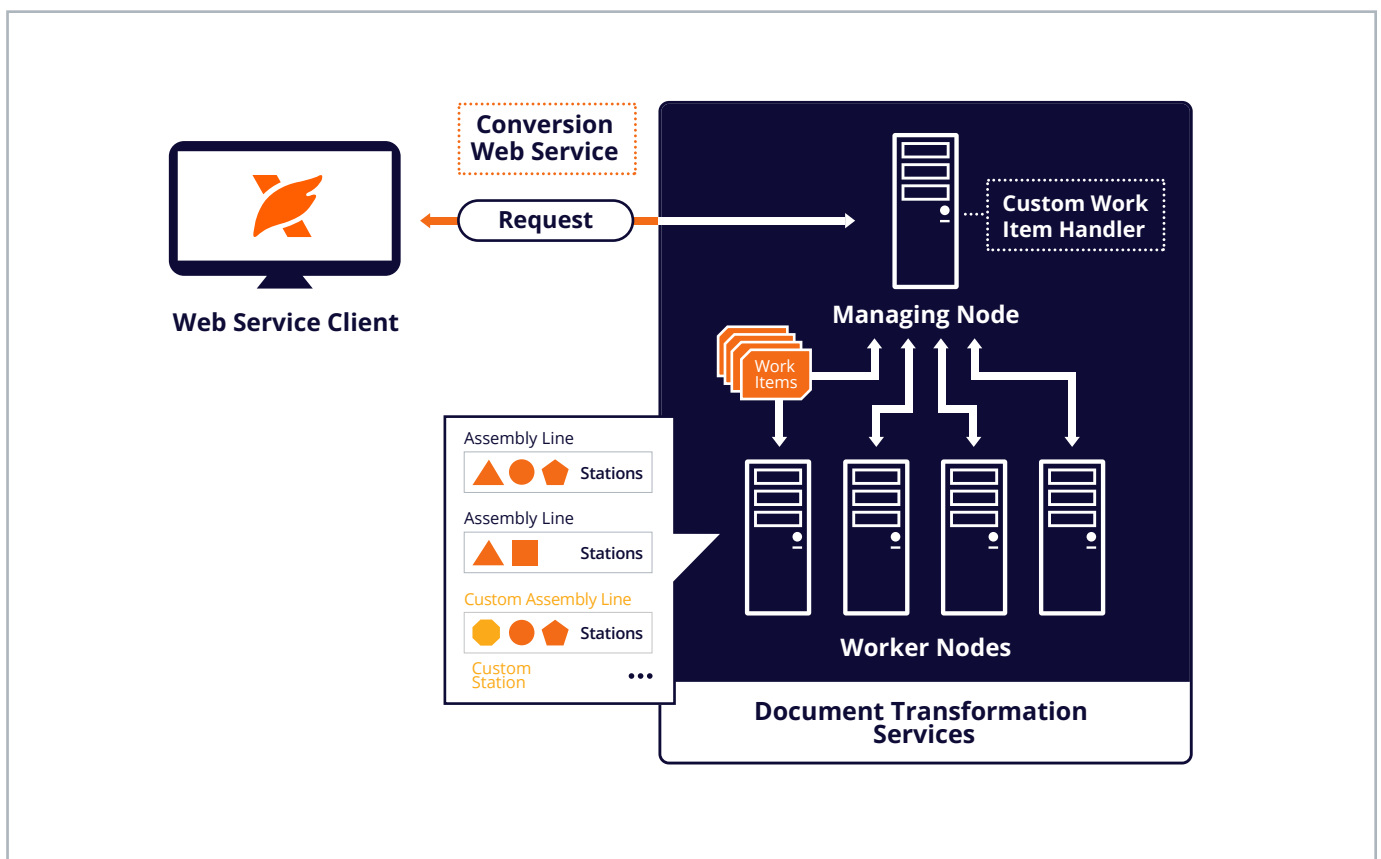 Conversion
Web Service
Request
Web Service Client
Custom Work
Item Handler
Managing Node
Work
Items
Assembly Line
Stations
Assembly Line
Stations
Custom Assembly Line
Stations
Custom
Station
•••
Worker Nodes
Document Transformation
Services